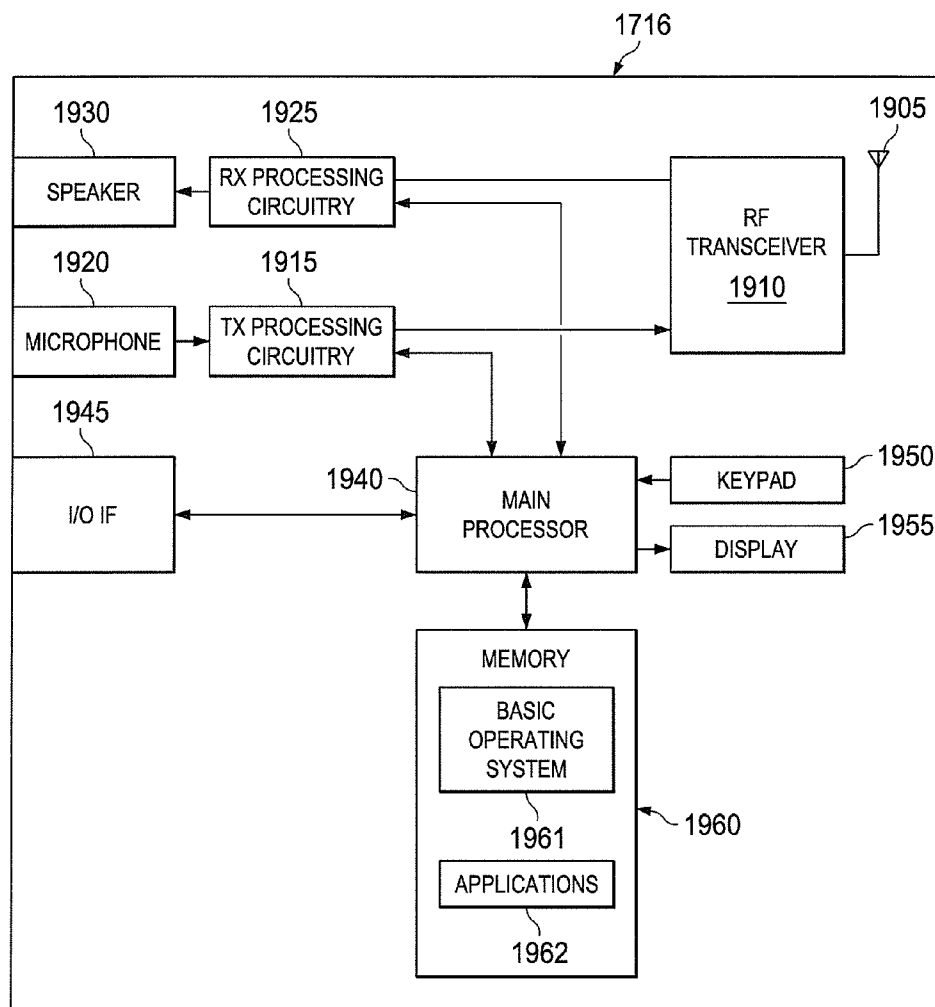 1716
1930
1925
1905
SPEAKER
RX PROCESSING
CIRCUITRY
RF
TRANSCEIVER
1910
1920
1915
MICROPHONE
TX PROCESSING
CIRCUITRY
1945
I/O IF
1940
MAIN
PROCESSOR
1950
KEYPAD
1955
DISPLAY
MEMORY
BASIC
OPERATING
SYSTEM
1961
1960
APPLICATIONS
1962